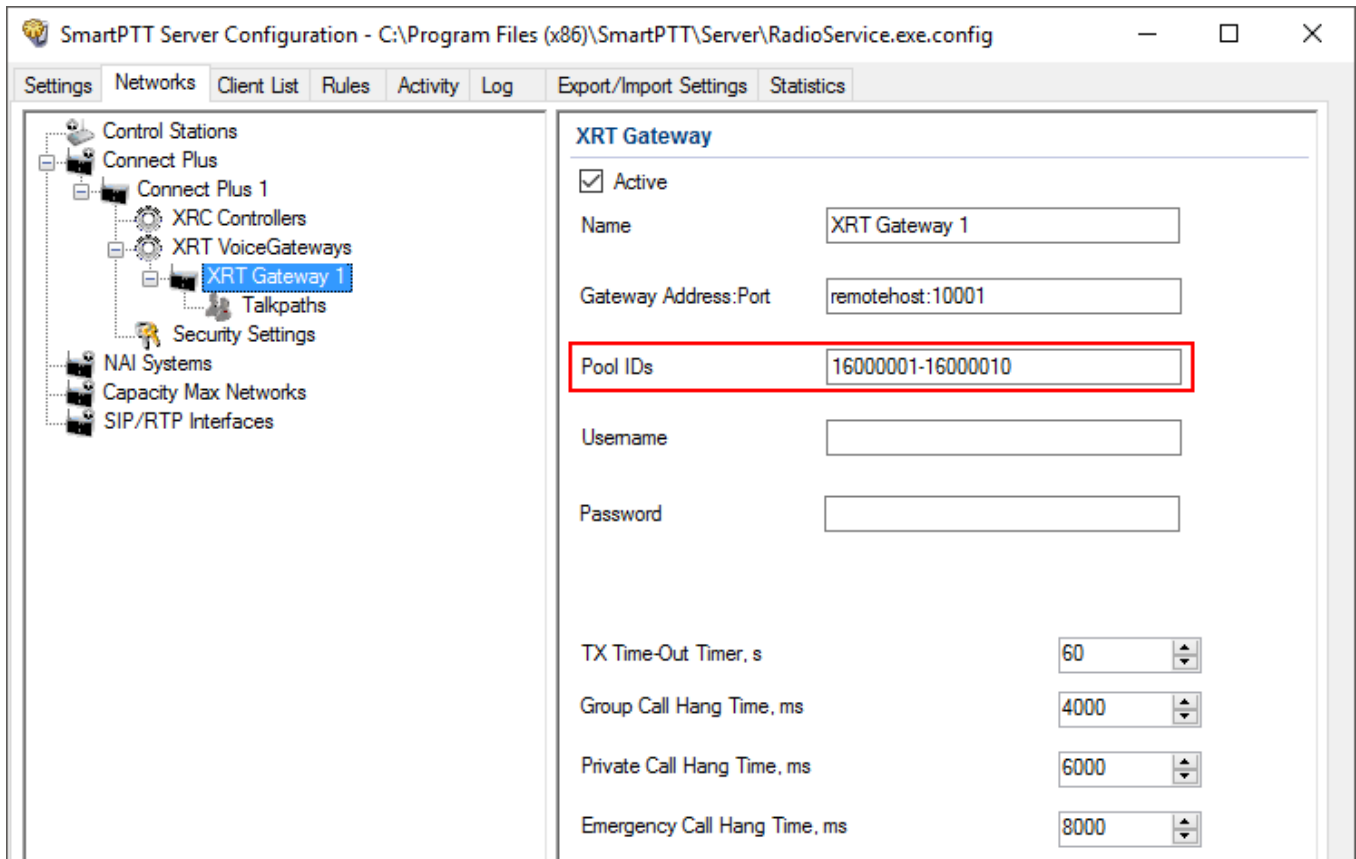 SmartPTT Server Configuration - C:\Program Files (x86)\SmartPTT\Server\RadioService.exe.config
Settings Networks Client List Rules Activity Log Export/Import Settings Statistics
Control Stations
Connect Plus
Connect Plus 1
XRC Controllers
XRT VoiceGateways
XRT Gateway 1
Talkpaths
Security Settings
NAI Systems
Capacity Max Networks
SIP/RTP Interfaces
XRT Gateway
Active
Name XRT Gateway 1
Gateway Address:Port remotehost:10001
Pool IDs 16000001-16000010
Username
Password
TX Time-Out Timer, s 60
Group Call Hang Time, ms 4000
Private Call Hang Time, ms 6000
Emergency Call Hang Time, ms 8000